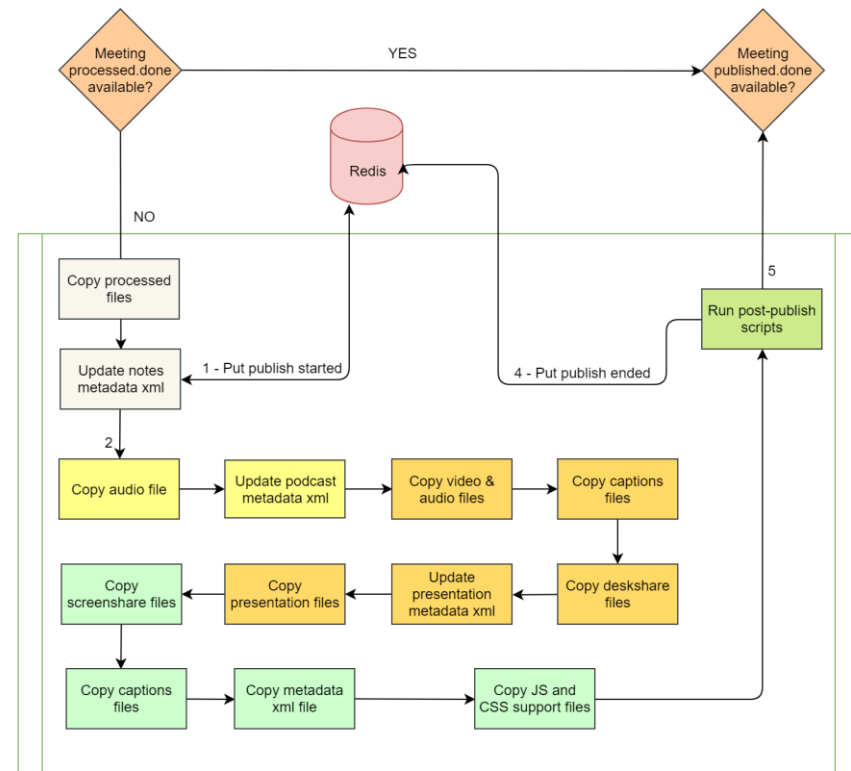 Meeting
processed.done
available?
YES
Meeting
published.done
available?
Redis
NO
Copy processed
files
5
Run post-publish
scripts
Update notes
metadata xml
1 - Put publish started
4 - Put publish ended
2
Copy audio file
Update podcast
metadata xml
Copy video &
audio files
Copy captions
files
Copy
screenshare files
Copy
presentation files
Update
presentation
metadata xml
Copy deskshare
files
Copy captions
files
Copy metadata
xml file
Copy JS and
CSS support files